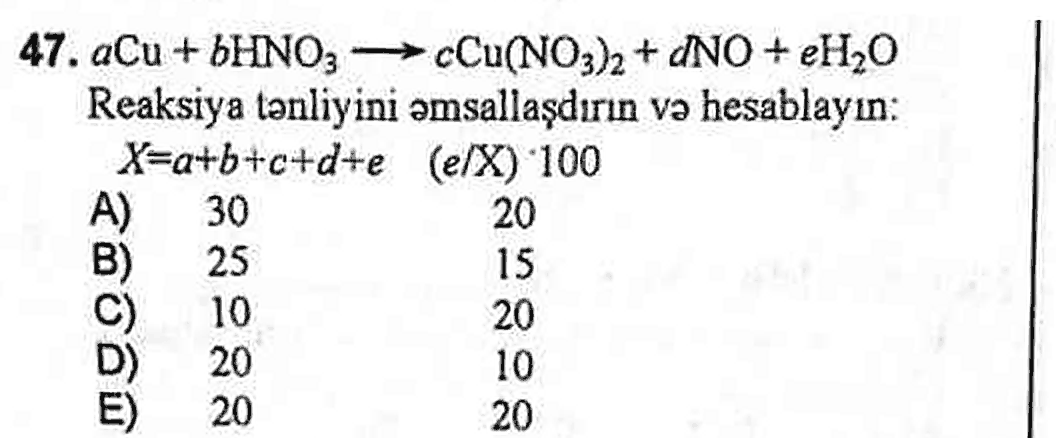 47. aCu + bHNO₃ ⟶ cCu(NO₃)₂ + dNO + eH₂O
Reaksiya tənliyini əmsallaşdırın və hesablayın:
X=a+b+c+d+e (e/X) ·100
A) 30 20
B) 25 15
C) 10 20
D) 20 10
E) 20 20